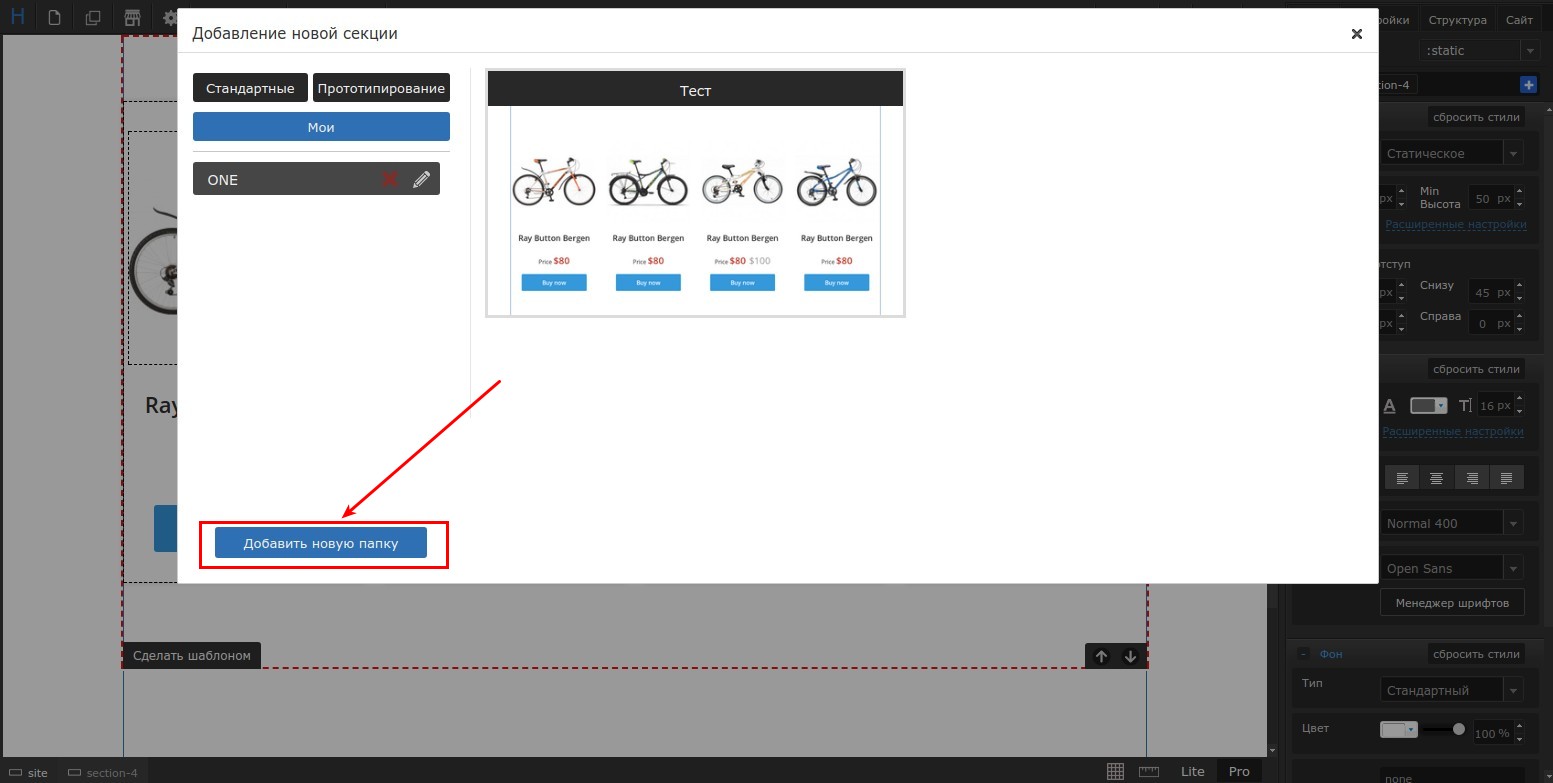 H
Добавление новой секции
ройки Структура Сайт
:static
Стандартные Прототипирование
Мои
ONE
Тест
Ray Button Bergen Ray Button Bergen Ray Button Bergen Ray Button Bergen
Price $80 Price $80 Price $80 $100 Price $80
Buy now Buy now Buy now Buy now
Добавить новую папку
Ray
Сделать шаблоном
tion-4
сбросить стили
Статическое
px Min Высота 50 px
Расширенные настройки
отступ
px Снизу 45 px
px Справа 0 px
сбросить стили
A T 16 px
Расширенные настройки
Normal 400
Open Sans
Менеджер шрифтов
- Фон сбросить стили
Тип Стандартный
Цвет 100 %
none
site section-4 Lite Pro